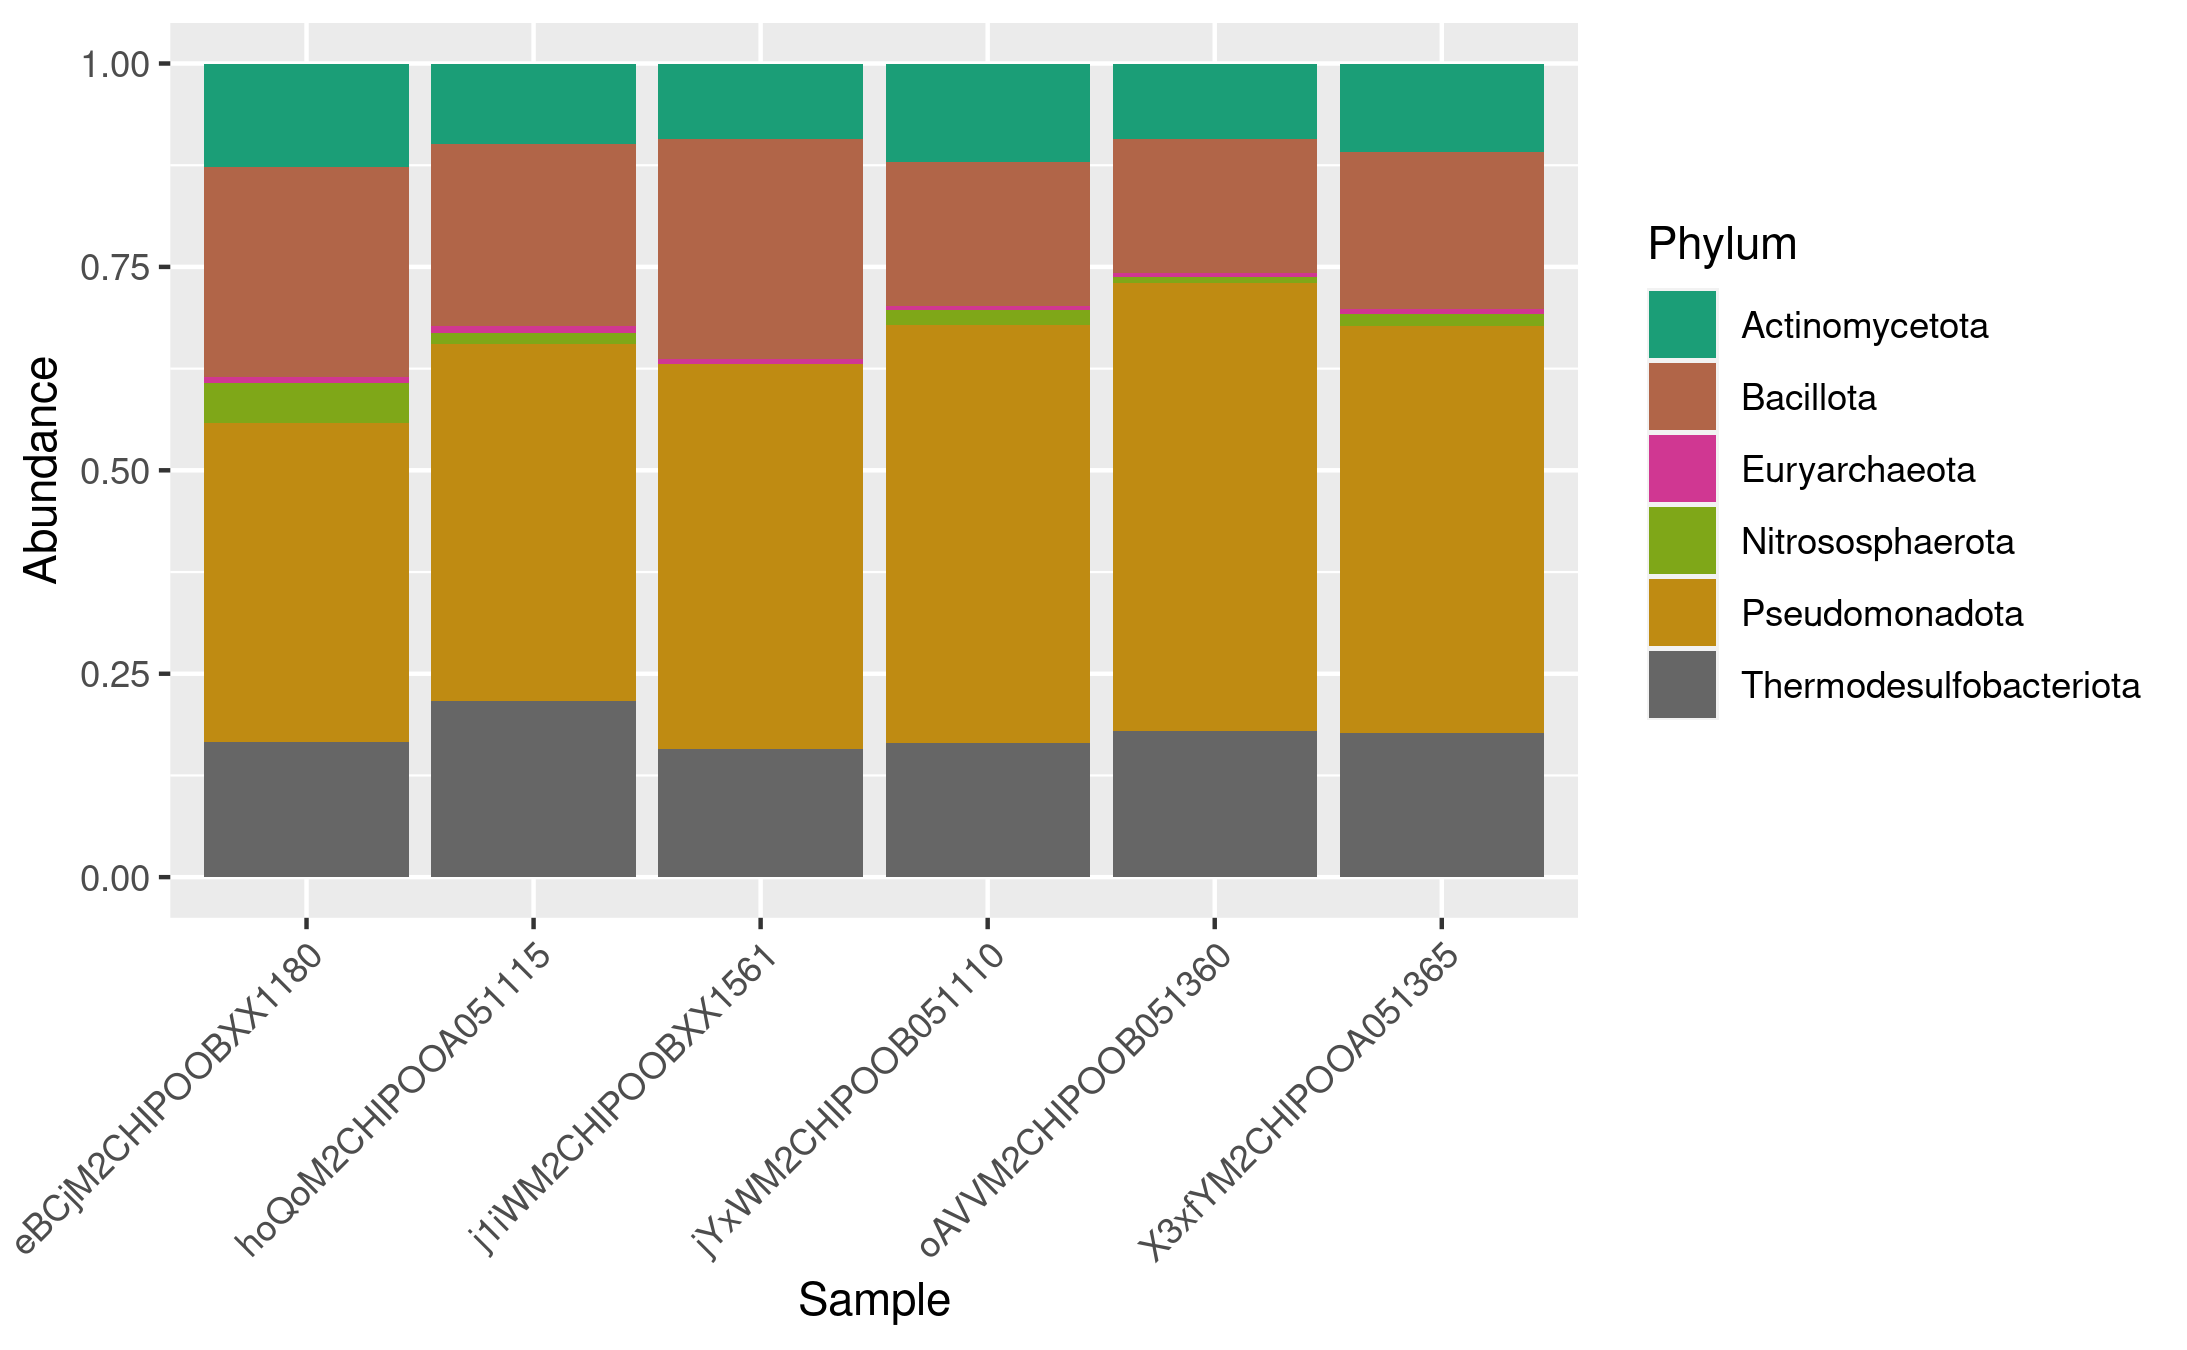 Abundance
1.00
0.75
0.50
0.25
0.00
eBCjM2CHIPOOBXX1180
hoQoM2CHIPOOA051115
j1iWM2CHIPOOBXX1561
jYxWM2CHIPOOB051110
oAVVM2CHIPOOB051360
X3xfYM2CHIPOOA051365
Sample
Phylum
Actinomycetota
Bacillota
Euryarchaeota
Nitrososphaerota
Pseudomonadota
Thermodesulfobacteriota